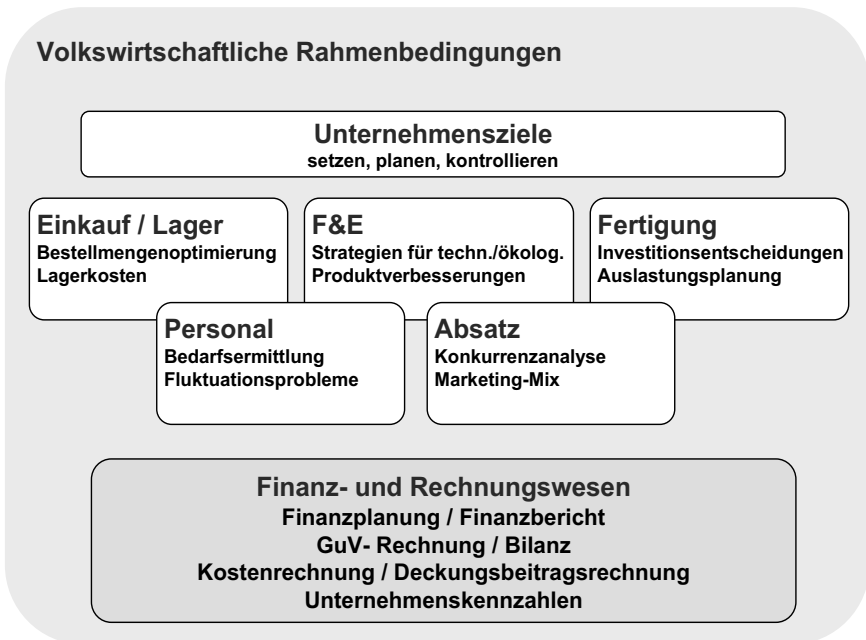 Volkswirtschaftliche Rahmenbedingungen
Unternehmensziele
setzen, planen, kontrollieren
Einkauf / Lager
Bestellmengenoptimierung
Lagerkosten
F&E
Strategien für techn./ökolog.
Produktverbesserungen
Fertigung
Investitionsentscheidungen
Auslastungsplanung
Personal
Bedarfsermittlung
Fluktuationsprobleme
Absatz
Konkurrenzanalyse
Marketing-Mix
Finanz- und Rechnungswesen
Finanzplanung / Finanzbericht
GuV- Rechnung / Bilanz
Kostenrechnung / Deckungsbeitragsrechnung
Unternehmenskennzahlen